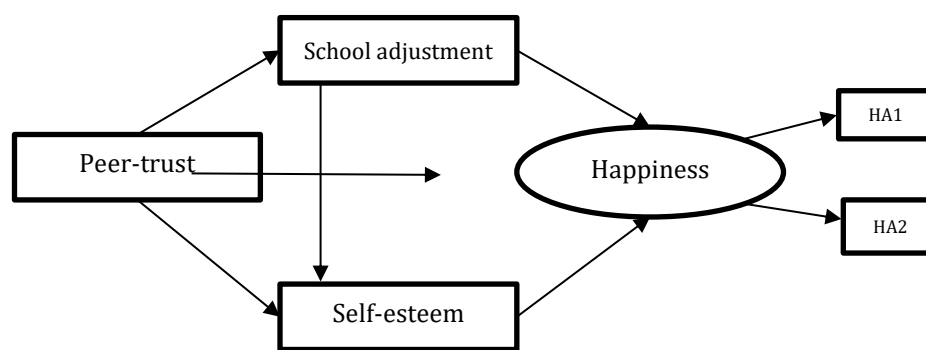 School adjustment
HA1
Peer-trust
Happiness
HA2
Self-esteem